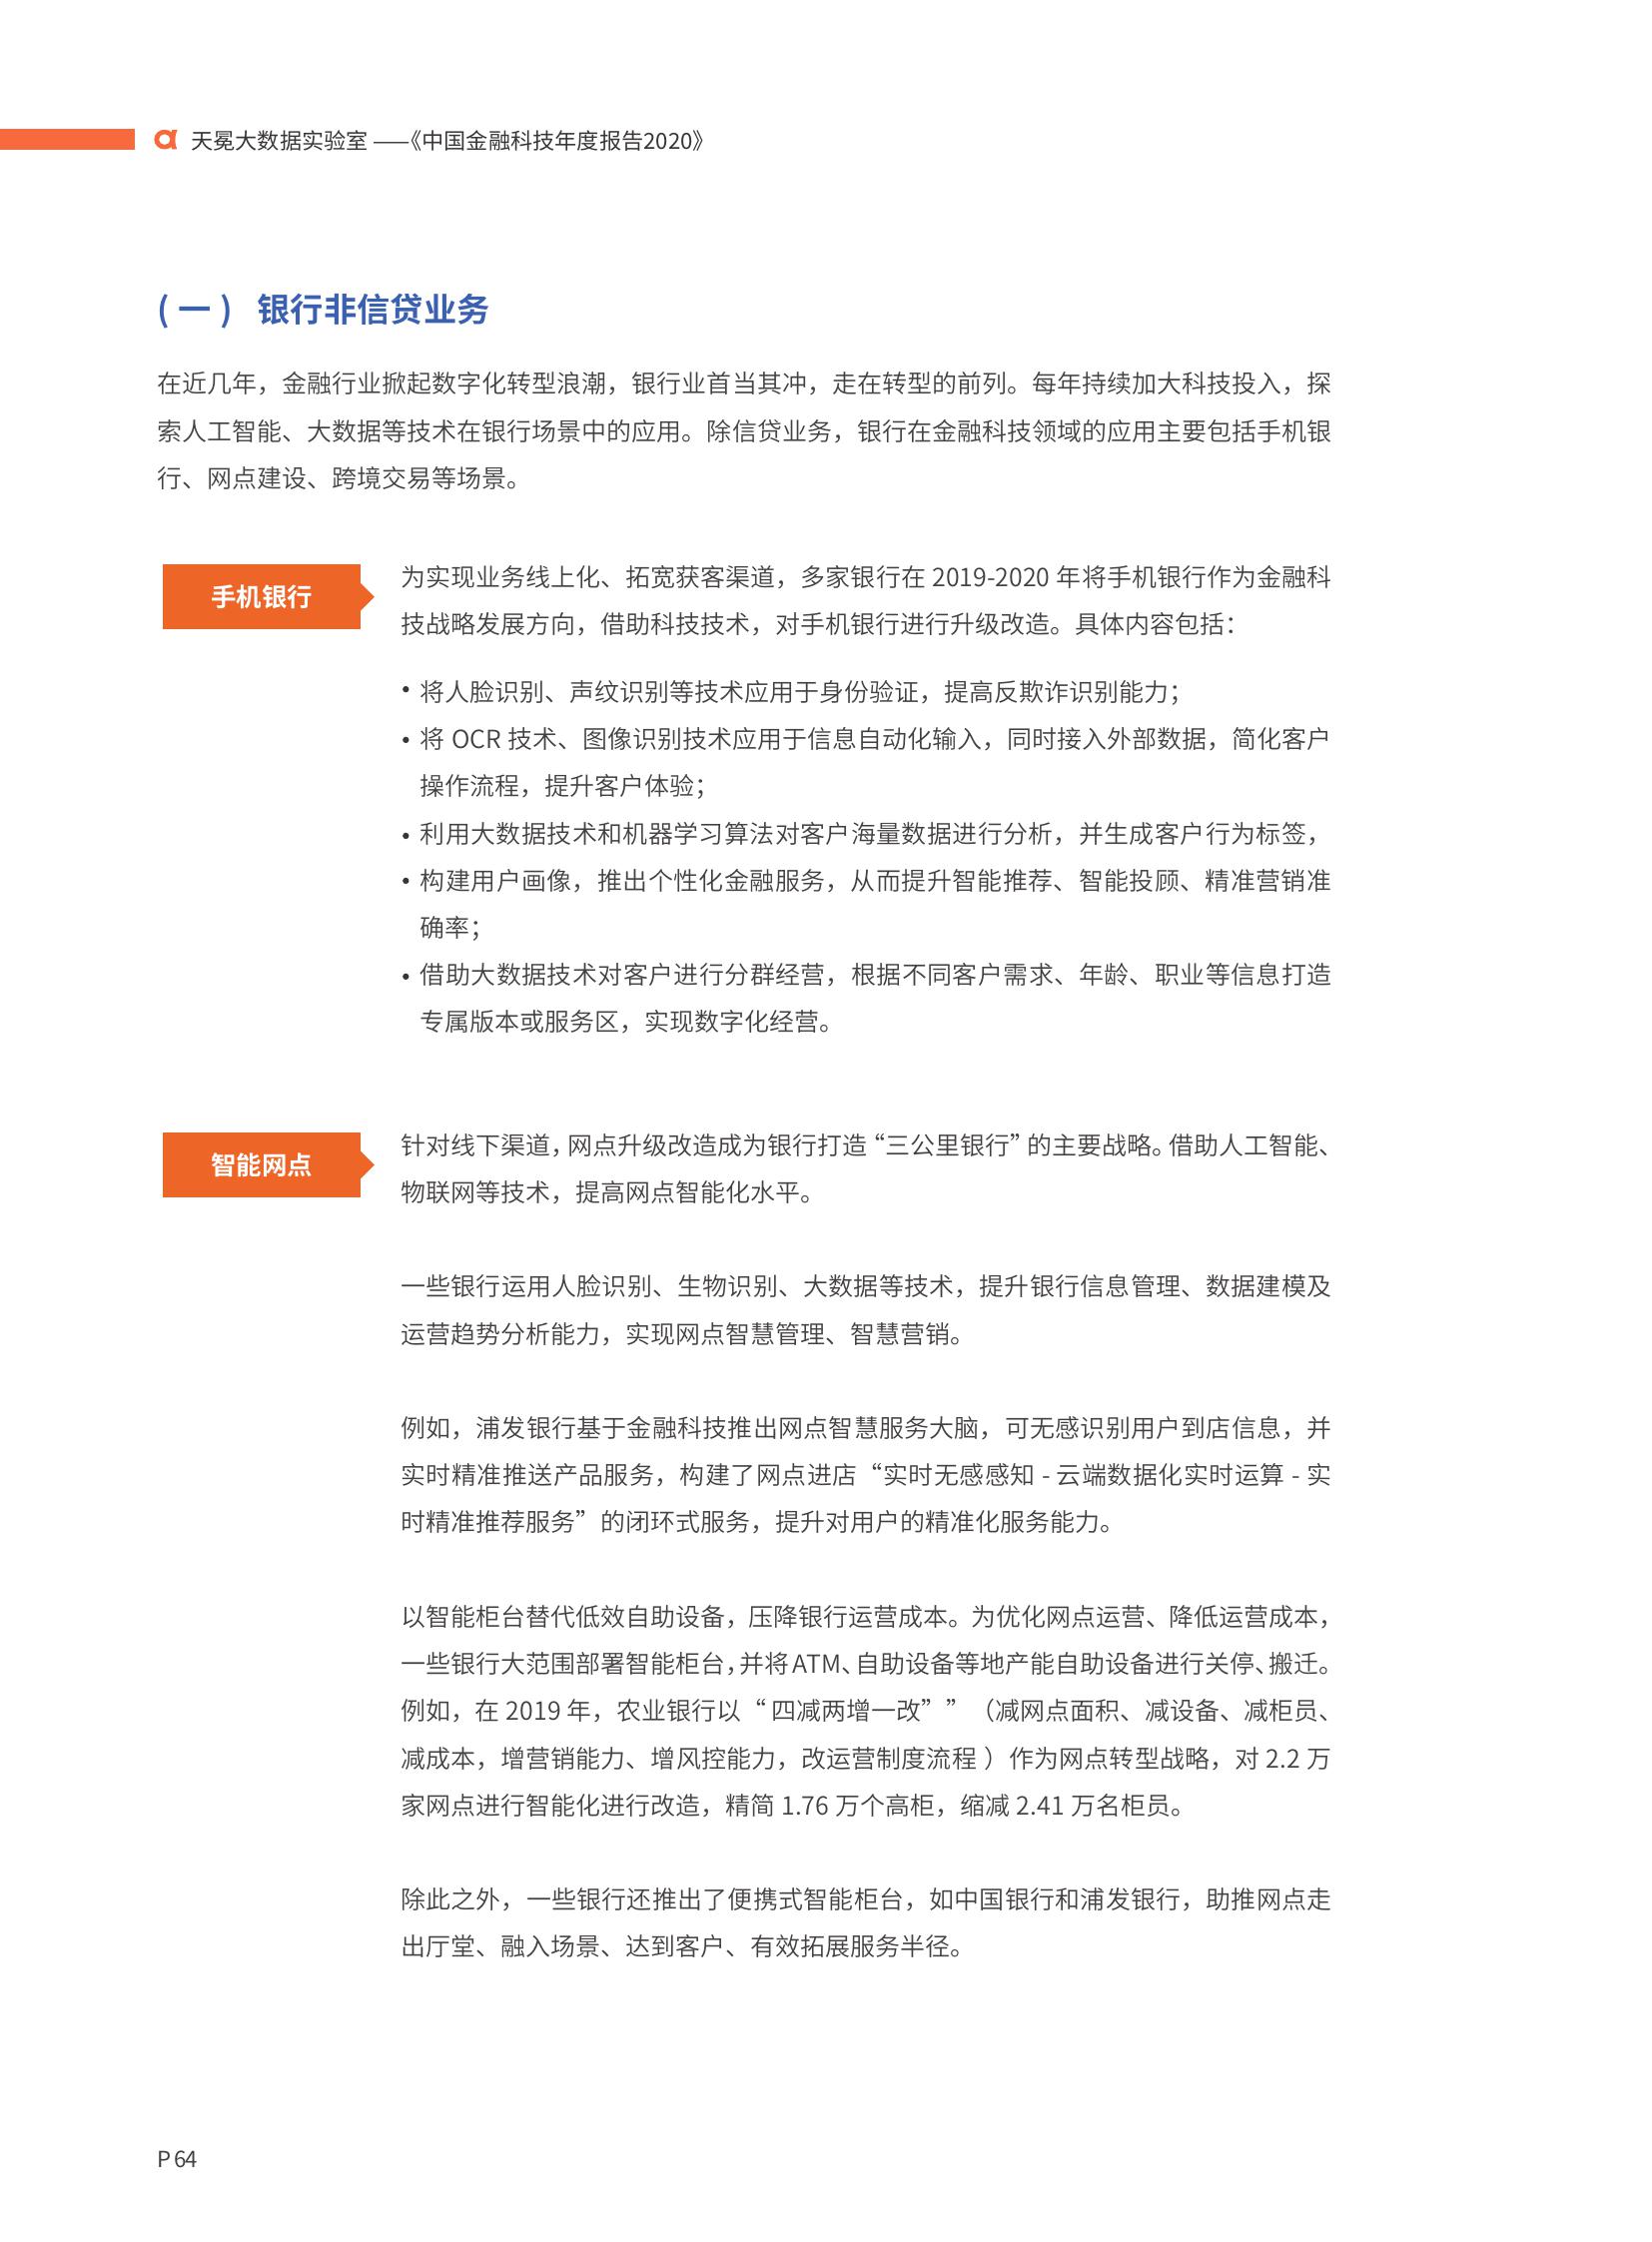 天冕大数据实验室 ——《中国金融科技年度报告2020》
(一) 银行非信贷业务
在近几年，金融行业掀起数字化转型浪潮，银行业首当其冲，走在转型的前列。每年持续加大科技投入，探
索人工智能、大数据等技术在银行场景中的应用。除信贷业务，银行在金融科技领域的应用主要包括手机银
行、网点建设、跨境交易等场景。
手机银行
为实现业务线上化、拓宽获客渠道，多家银行在 2019-2020 年将手机银行作为金融科
技战略发展方向，借助科技技术，对手机银行进行升级改造。具体内容包括：
• 将人脸识别、声纹识别等技术应用于身份验证，提高反欺诈识别能力；
• 将 OCR 技术、图像识别技术应用于信息自动化输入，同时接入外部数据，简化客户
操作流程，提升客户体验；
• 利用大数据技术和机器学习算法对客户海量数据进行分析，并生成客户行为标签，
• 构建用户画像，推出个性化金融服务，从而提升智能推荐、智能投顾、精准营销准
确率；
• 借助大数据技术对客户进行分群经营，根据不同客户需求、年龄、职业等信息打造
专属版本或服务区，实现数字化经营。
智能网点
针对线下渠道，网点升级改造成为银行打造“三公里银行”的主要战略。借助人工智能、
物联网等技术，提高网点智能化水平。
一些银行运用人脸识别、生物识别、大数据等技术，提升银行信息管理、数据建模及
运营趋势分析能力，实现网点智慧管理、智慧营销。
例如，浦发银行基于金融科技推出网点智慧服务大脑，可无感识别用户到店信息，并
实时精准推送产品服务，构建了网点进店“实时无感感知 - 云端数据化实时运算 - 实
时精准推荐服务”的闭环式服务，提升对用户的精准化服务能力。
以智能柜台替代低效自助设备，压降银行运营成本。为优化网点运营、降低运营成本，
一些银行大范围部署智能柜台，并将ATM、自助设备等地产能自助设备进行关停、搬迁。
例如，在 2019 年，农业银行以“四减两增一改””（减网点面积、减设备、减柜员、
减成本，增营销能力、增风控能力，改运营制度流程 ）作为网点转型战略，对 2.2 万
家网点进行智能化进行改造，精简 1.76 万个高柜，缩减 2.41 万名柜员。
除此之外，一些银行还推出了便携式智能柜台，如中国银行和浦发银行，助推网点走
出厅堂、融入场景、达到客户、有效拓展服务半径。
P 64